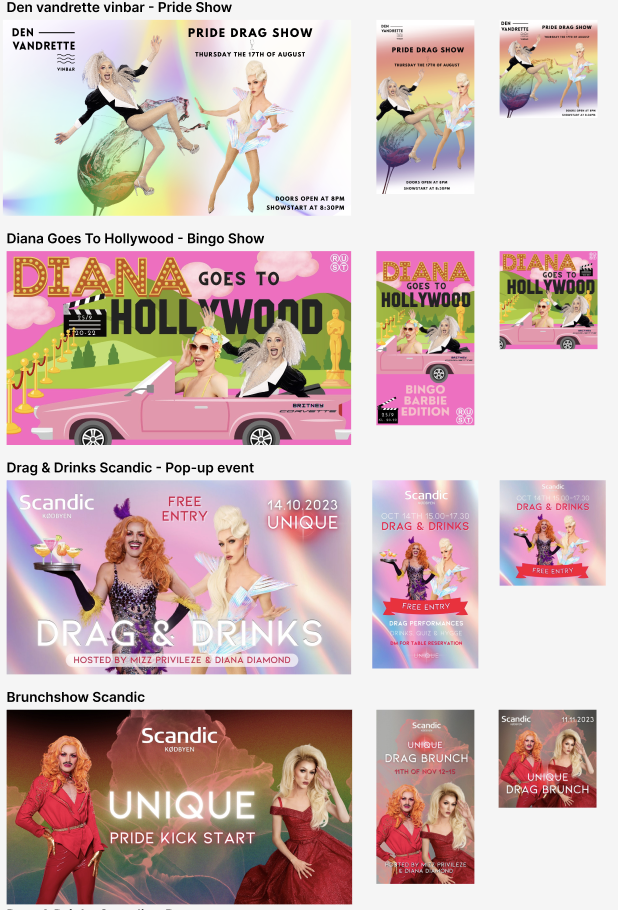 Den vandrette vinbar - Pride Show
DEN
VANDRETTE
VINBAR
PRIDE DRAG SHOW
THURSDAY THE 17TH OF AUGUST
DOORS OPEN AT 8PM
SHOWSTART AT 8:30PM
DEN
VANDRETTE
PRIDE DRAG SHOW
THURSDAY THE 17TH OF AUGUST
DOORS OPEN AT 8PM
SHOWSTART AT 8:30PM
DEN
VANDRETTE
PRIDE DRAG SHOW
THURSDAY THE 17TH OF AUGUST
DOORS OPEN AT 8PM
SHOWSTART AT 8:30PM
Diana Goes To Hollywood - Bingo Show
DIANA GOES TO
HOLLYWOOD
25/9
20-22
RUST
BRITNEY
CORVETTE
DIANA
GOES TO
HOLLYWOOD
BRITNEY
BINGO
BARBIE
EDITION
25/9
RUST
DIANA
GOES TO
HOLLYWOOD
Drag & Drinks Scandic - Pop-up event
Scandic
KØDBYEN
FREE
ENTRY
14.10.2023
UNIQUE
DRAG & DRINKS
HOSTED BY MIZZ PRIVILEZE & DIANA DIAMOND
Scandic
OCT 14TH 15.00-17.30
DRAG & DRINKS
FREE ENTRY
DRAG PERFORMANCES
DRINKS, QUIZ & HYGGE
DM FOR TABLE RESERVATION
Scandic
OCT 14TH 15.00-17.30
DRAG & DRINKS
FREE ENTRY
Brunchshow Scandic
Scandic
KØDBYEN
UNIQUE
PRIDE KICK START
Scandic
UNIQUE
DRAG BRUNCH
11TH OF NOV 12-15
HOSTED BY MIZZ PRIVILEZE
& DIANA DIAMOND
Scandic
KØDBYEN
11.11.2023
UNIQUE
DRAG BRUNCH